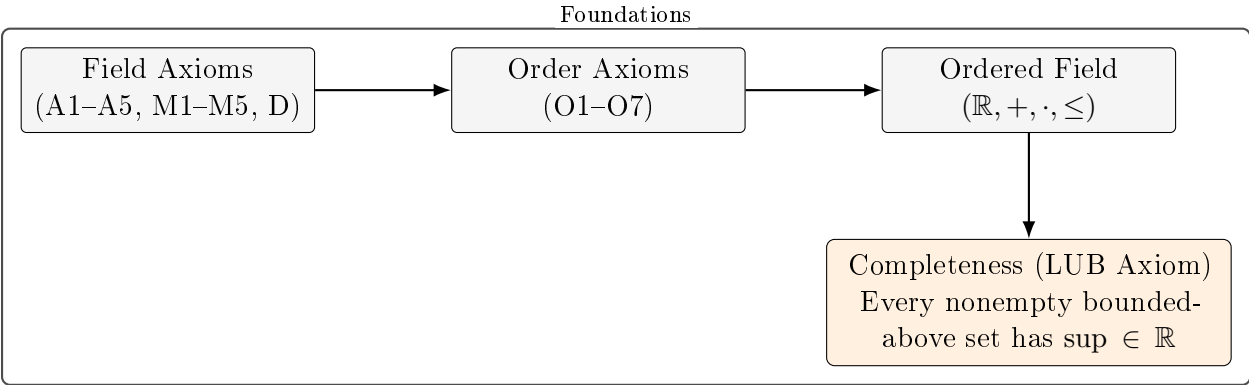 Foundations
Field Axioms
(A1–A5, M1–M5, D)
Order Axioms
(O1–O7)
Ordered Field
(ℝ, +, ·, ≤)
Completeness (LUB Axiom)
Every nonempty bounded-
above set has sup ∈ ℝ